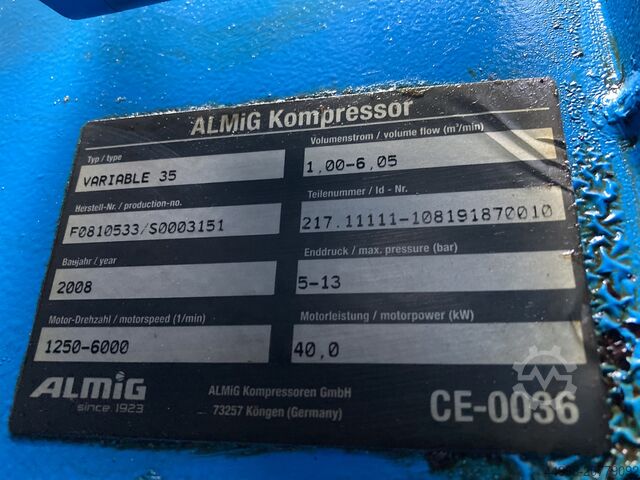 ALMiG Kompressor
Typ / type
VARIABLE 35
Volumenstrom / volume flow (m³/min)
1,00-6,05
Herstell-Nr. / production-no.
F0810533/S0003151
Teilenummer / Id - Nr.
217.11111-108191870010
Baujahr / year
2008
Enddruck / max. pressure (bar)
5-13
Motor-Drehzahl / motorspeed (1/min)
1250-6000
Motorleistung / motorpower (kW)
40,0
ALMiG
since 1923
ALMiG Kompressoren GmbH
73257 Köngen (Germany)
CE-0036